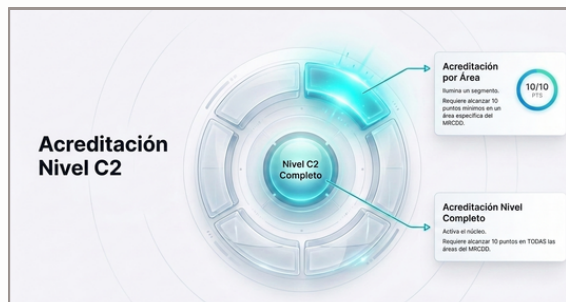 Acreditación
Nivel C2
Nivel C2
Completo
Acreditación
por Área
Ilumina un segmento.
Requiere alcanzar 10
puntos mínimos en un
área específica del
MRCDD.
10/10
PTS
Acreditación Nivel
Completo
Activa el núcleo.
Requiere alcanzar 10 puntos en TODAS las
áreas del MRCDD.